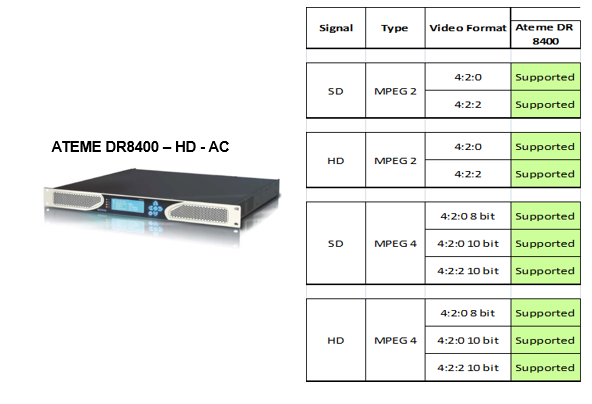 ATEME DR8400 – HD - AC
Signal Type Video Format Ateme DR 8400
SD MPEG 2 4:2:0 Supported
4:2:2 Supported
HD MPEG 2 4:2:0 Supported
4:2:2 Supported
SD MPEG 4 4:2:0 8 bit Supported
4:2:0 10 bit Supported
4:2:2 10 bit Supported
HD MPEG 4 4:2:0 8 bit Supported
4:2:0 10 bit Supported
4:2:2 10 bit Supported